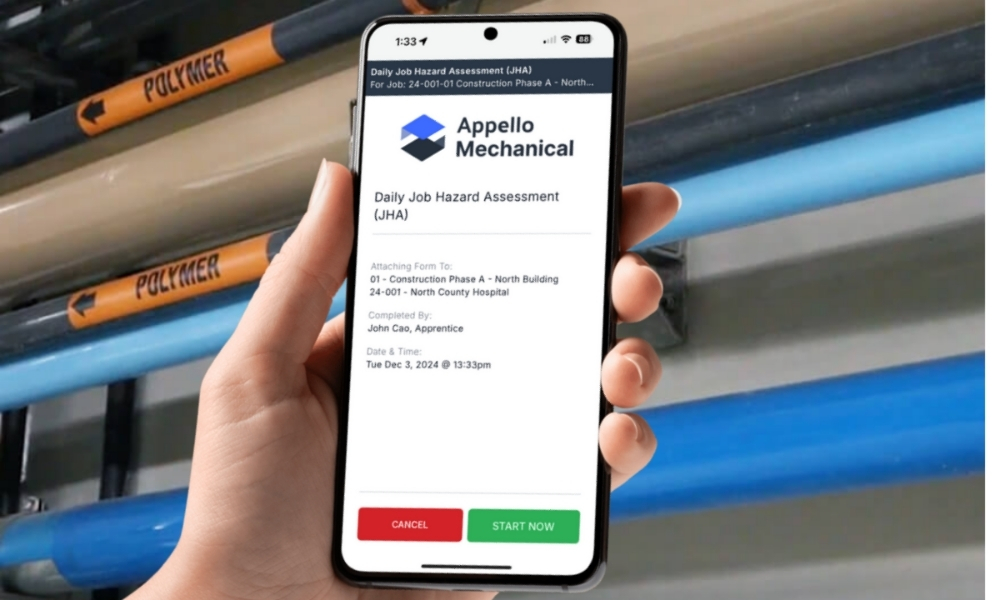 POLYMER
POLYMER
1:33
88
Daily Job Hazard Assessment (JHA)
For Job: 24-001-01 Construction Phase A - North...
Appello
Mechanical
Daily Job Hazard Assessment
(JHA)
Attaching Form To:
01 - Construction Phase A - North Building
24-001 - North County Hospital
Completed By:
John Cao, Apprentice
Date & Time:
Tue Dec 3, 2024 @ 13:33pm
CANCEL
START NOW